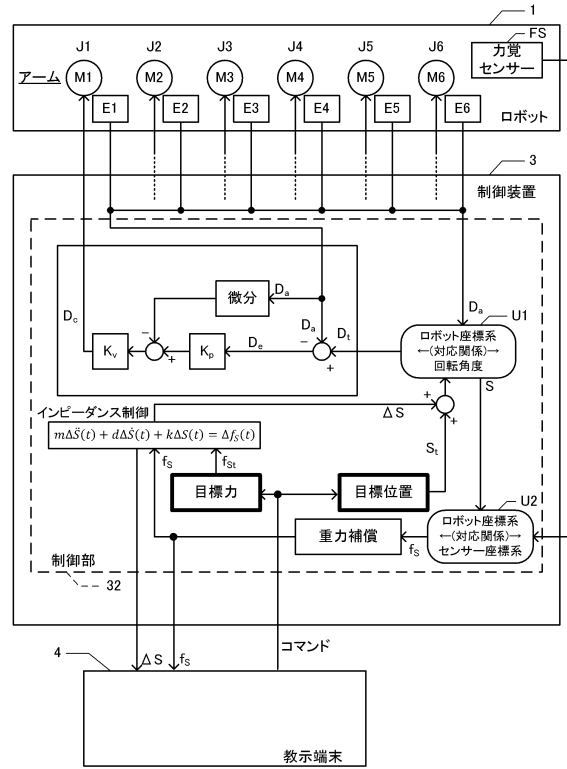 1
J1
J2
J3
J4
J5
J6
FS
アーム
M1
M2
M3
M4
M5
M6
力覚
センサー
E1
E2
E3
E4
E5
E6
ロボット
3
制御装置
微分
Da
Dc
Da
Dt
Da
U1
Kv
−
+
Kp
De
−
+
ロボット座標系
←(対応関係)→
回転角度
S
インピーダンス制御
ΔS
+
+
mΔS̈(t) + dΔṠ(t) + kΔS(t) = ΔfS(t)
fS
fSt
St
目標力
目標位置
U2
ロボット座標系
←(対応関係)→
センサー座標系
重力補償
fS
制御部
32
コマンド
4
ΔS
fS
教示端末